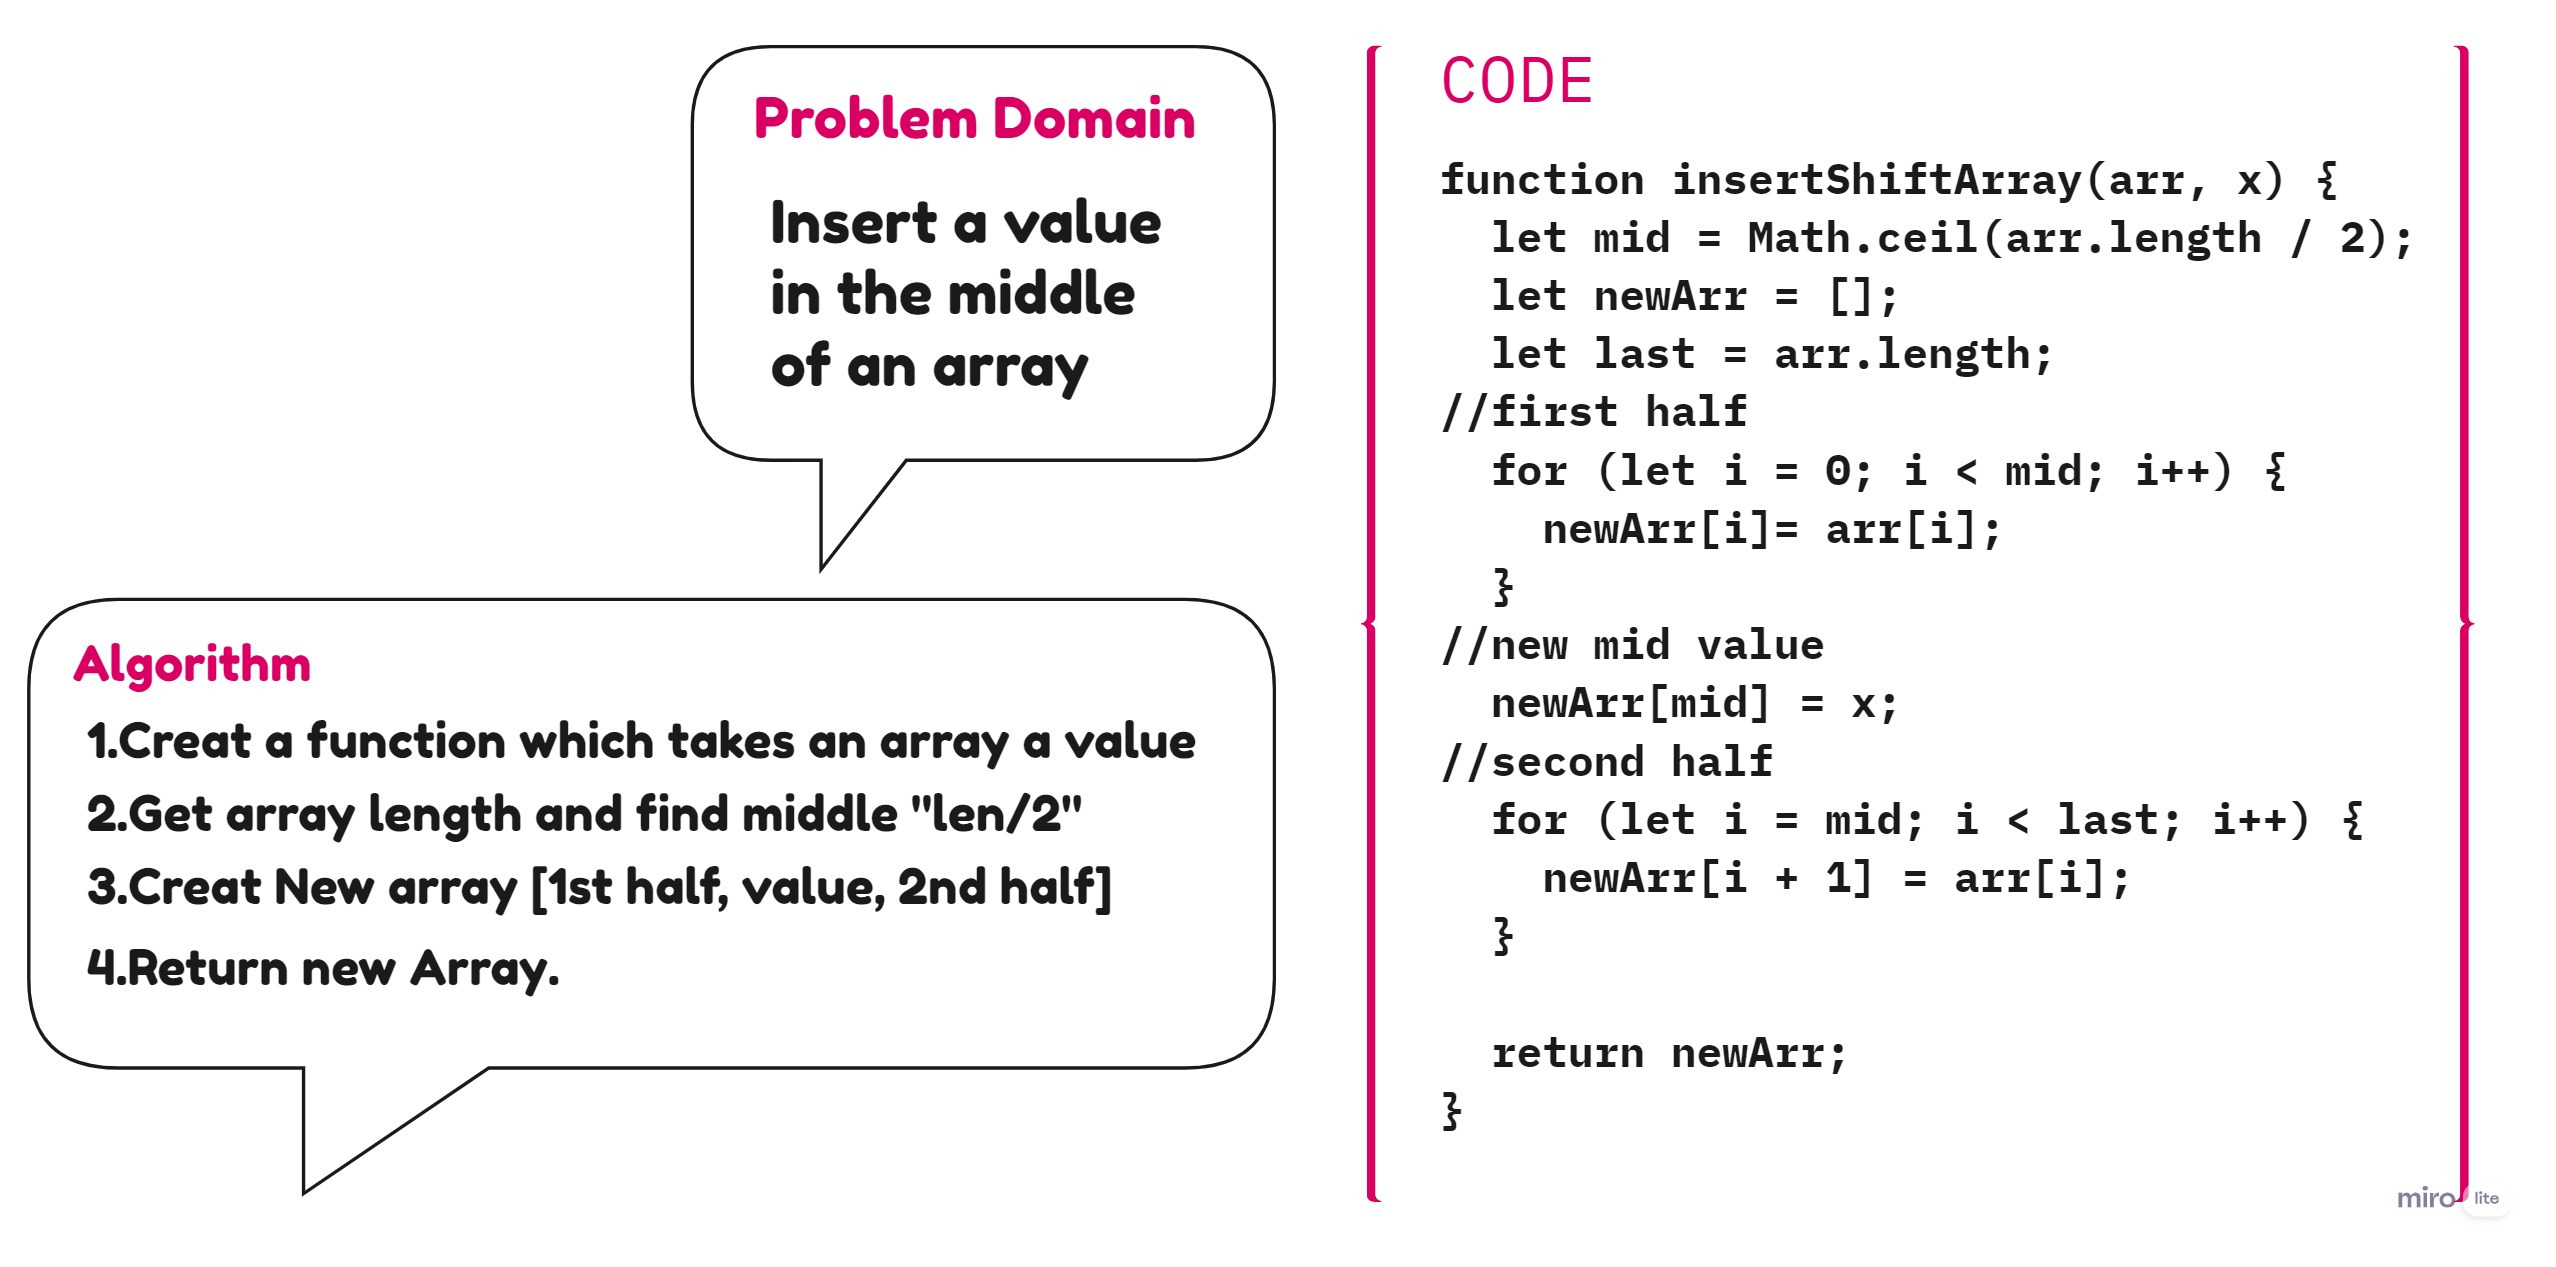 Problem Domain
Insert a value
in the middle
of an array
Algorithm
1.Creat a function which takes an array a value
2.Get array length and find middle "len/2"
3.Creat New array [1st half, value, 2nd half]
4.Return new Array.
CODE
function insertShiftArray(arr, x) {
  let mid = Math.ceil(arr.length / 2);
  let newArr = [];
  let last = arr.length;
//first half
  for (let i = 0; i < mid; i++) {
    newArr[i]= arr[i];
  }
//new mid value
  newArr[mid] = x;
//second half
  for (let i = mid; i < last; i++) {
    newArr[i + 1] = arr[i];
  }
  return newArr;
}
miro lite